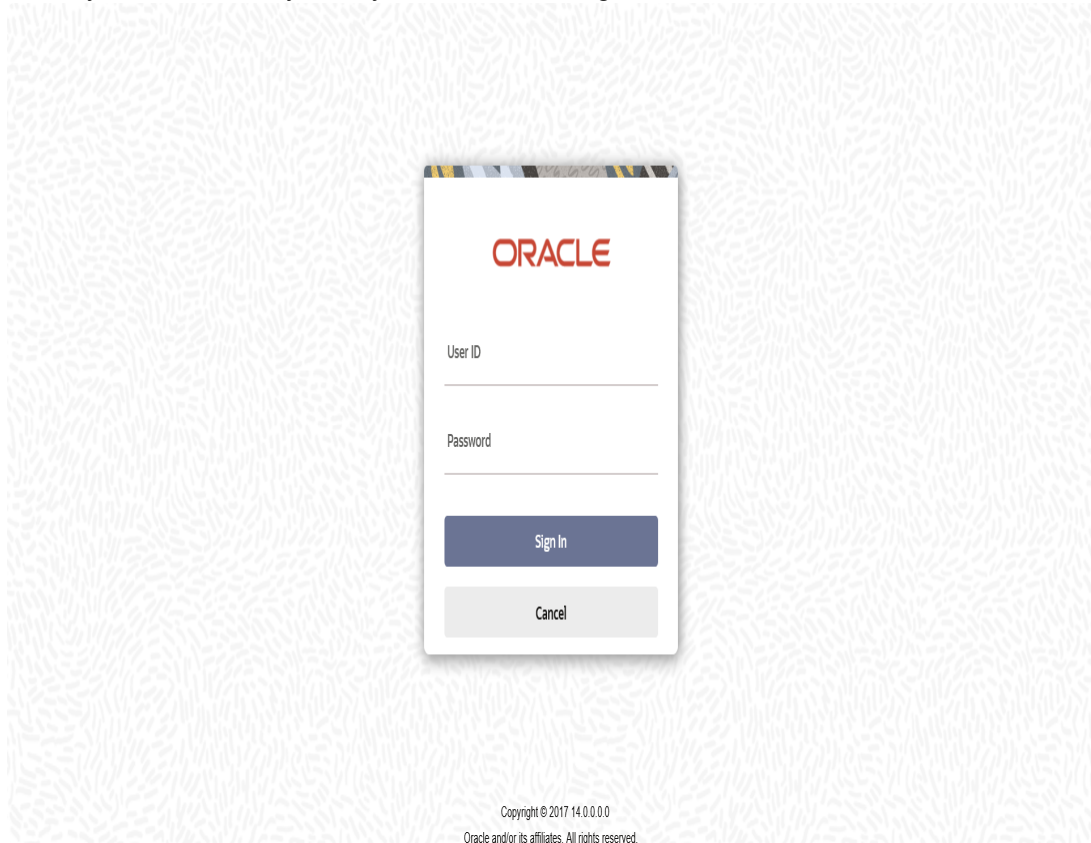 ORACLE
User ID
Password
Sign In
Cancel
Copyright © 2017 14.0.0.0.0
Oracle and/or its affiliates. All rights reserved.